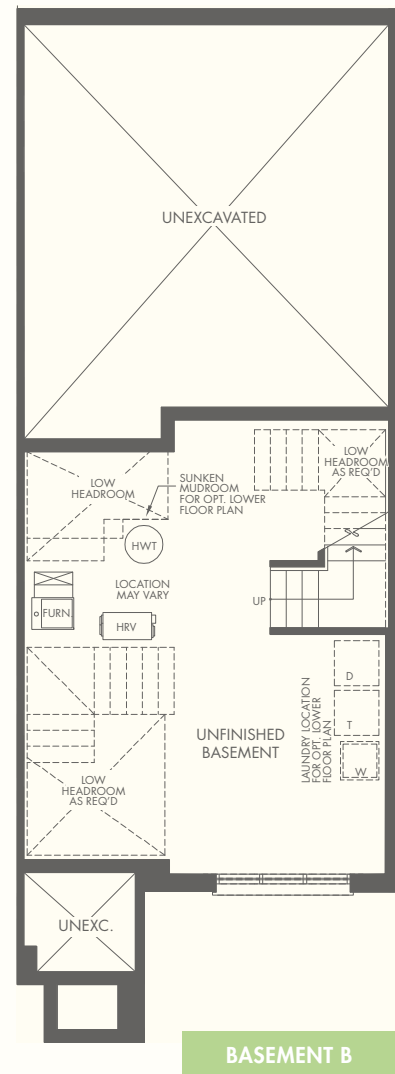 UNEXCAVATED
LOW
HEADROOM
AS REQ'D
SUNKEN
MUDROOM
FOR OPT. LOWER
FLOOR PLAN
LOW
HEADROOM
HWT
LOCATION
MAY VARY
FURN.
HRV
UP
UNFINISHED
BASEMENT
LAUNDRY LOCATION
FOR OPT. LOWER
FLOOR PLAN
D
T
W
LOW
HEADROOM
AS REQ'D
UNEXC.
BASEMENT B